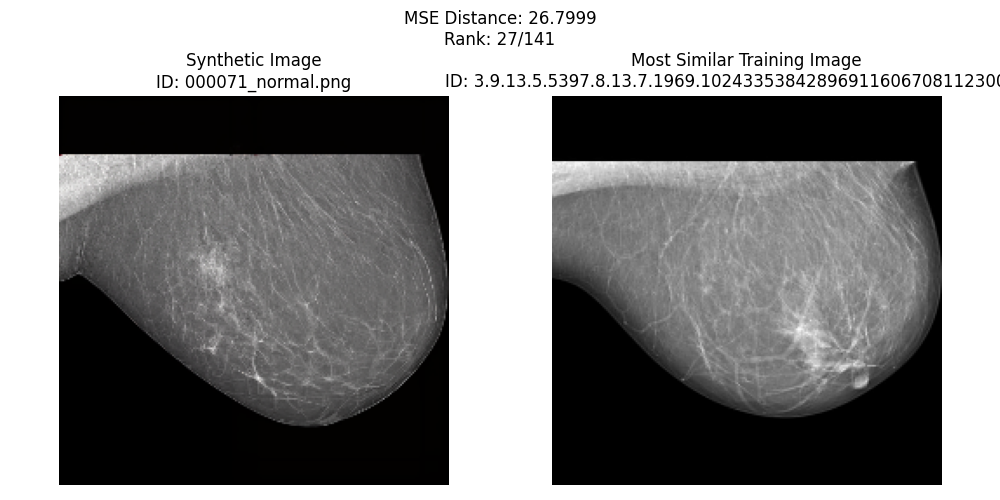 MSE Distance: 26.7999
Rank: 27/141
Synthetic Image
ID: 000071_normal.png
Most Similar Training Image
ID: 3.9.13.5.5397.8.13.7.1969.10243353842896911606708112300